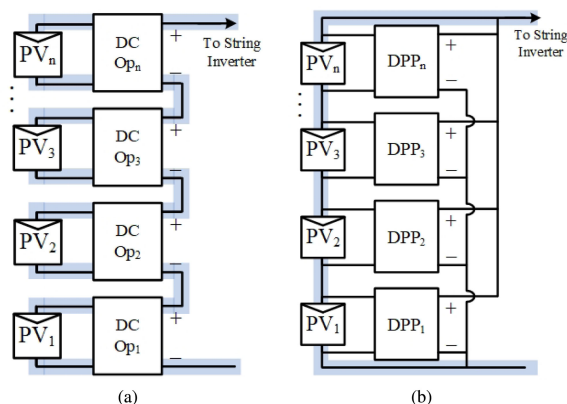 PVn
DC
Opn
+
−
To String
Inverter
PV3
DC
Op3
+
−
PV2
DC
Op2
+
−
PV1
DC
Op1
+
−
(a)
PVn
DPPn
+
−
To String
Inverter
PV3
DPP3
+
−
PV2
DPP2
+
−
PV1
DPP1
+
−
(b)